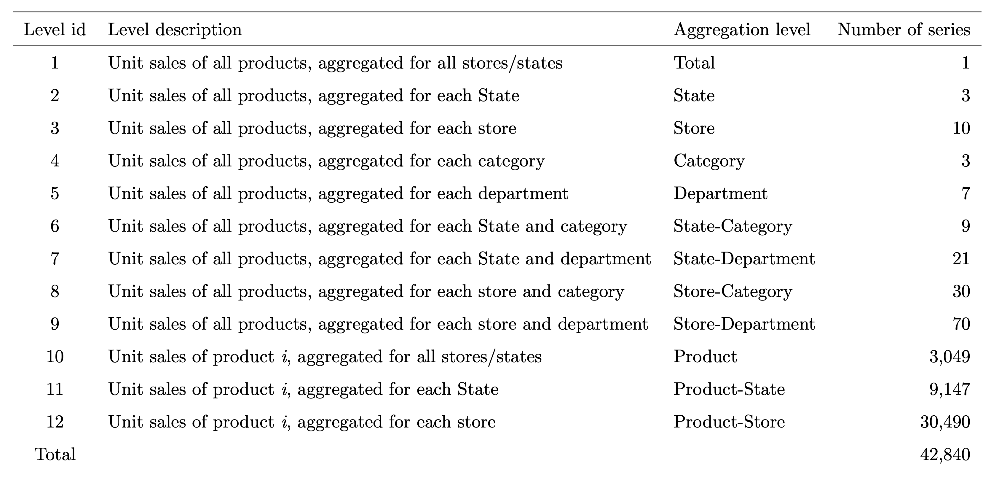 Level id Level description Aggregation level Number of series
1 Unit sales of all products, aggregated for all stores/states Total 1
2 Unit sales of all products, aggregated for each State State 3
3 Unit sales of all products, aggregated for each store Store 10
4 Unit sales of all products, aggregated for each category Category 3
5 Unit sales of all products, aggregated for each department Department 7
6 Unit sales of all products, aggregated for each State and category State-Category 9
7 Unit sales of all products, aggregated for each State and department State-Department 21
8 Unit sales of all products, aggregated for each store and category Store-Category 30
9 Unit sales of all products, aggregated for each store and department Store-Department 70
10 Unit sales of product i, aggregated for all stores/states Product 3,049
11 Unit sales of product i, aggregated for each State Product-State 9,147
12 Unit sales of product i, aggregated for each store Product-Store 30,490
Total 42,840